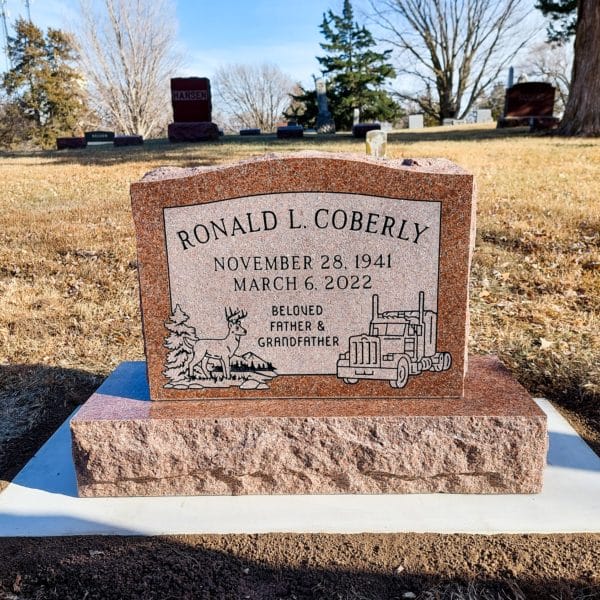 HANSEN
RONALD L. COBERLY
NOVEMBER 28, 1941
MARCH 6, 2022
BELOVED
FATHER &
GRANDFATHER